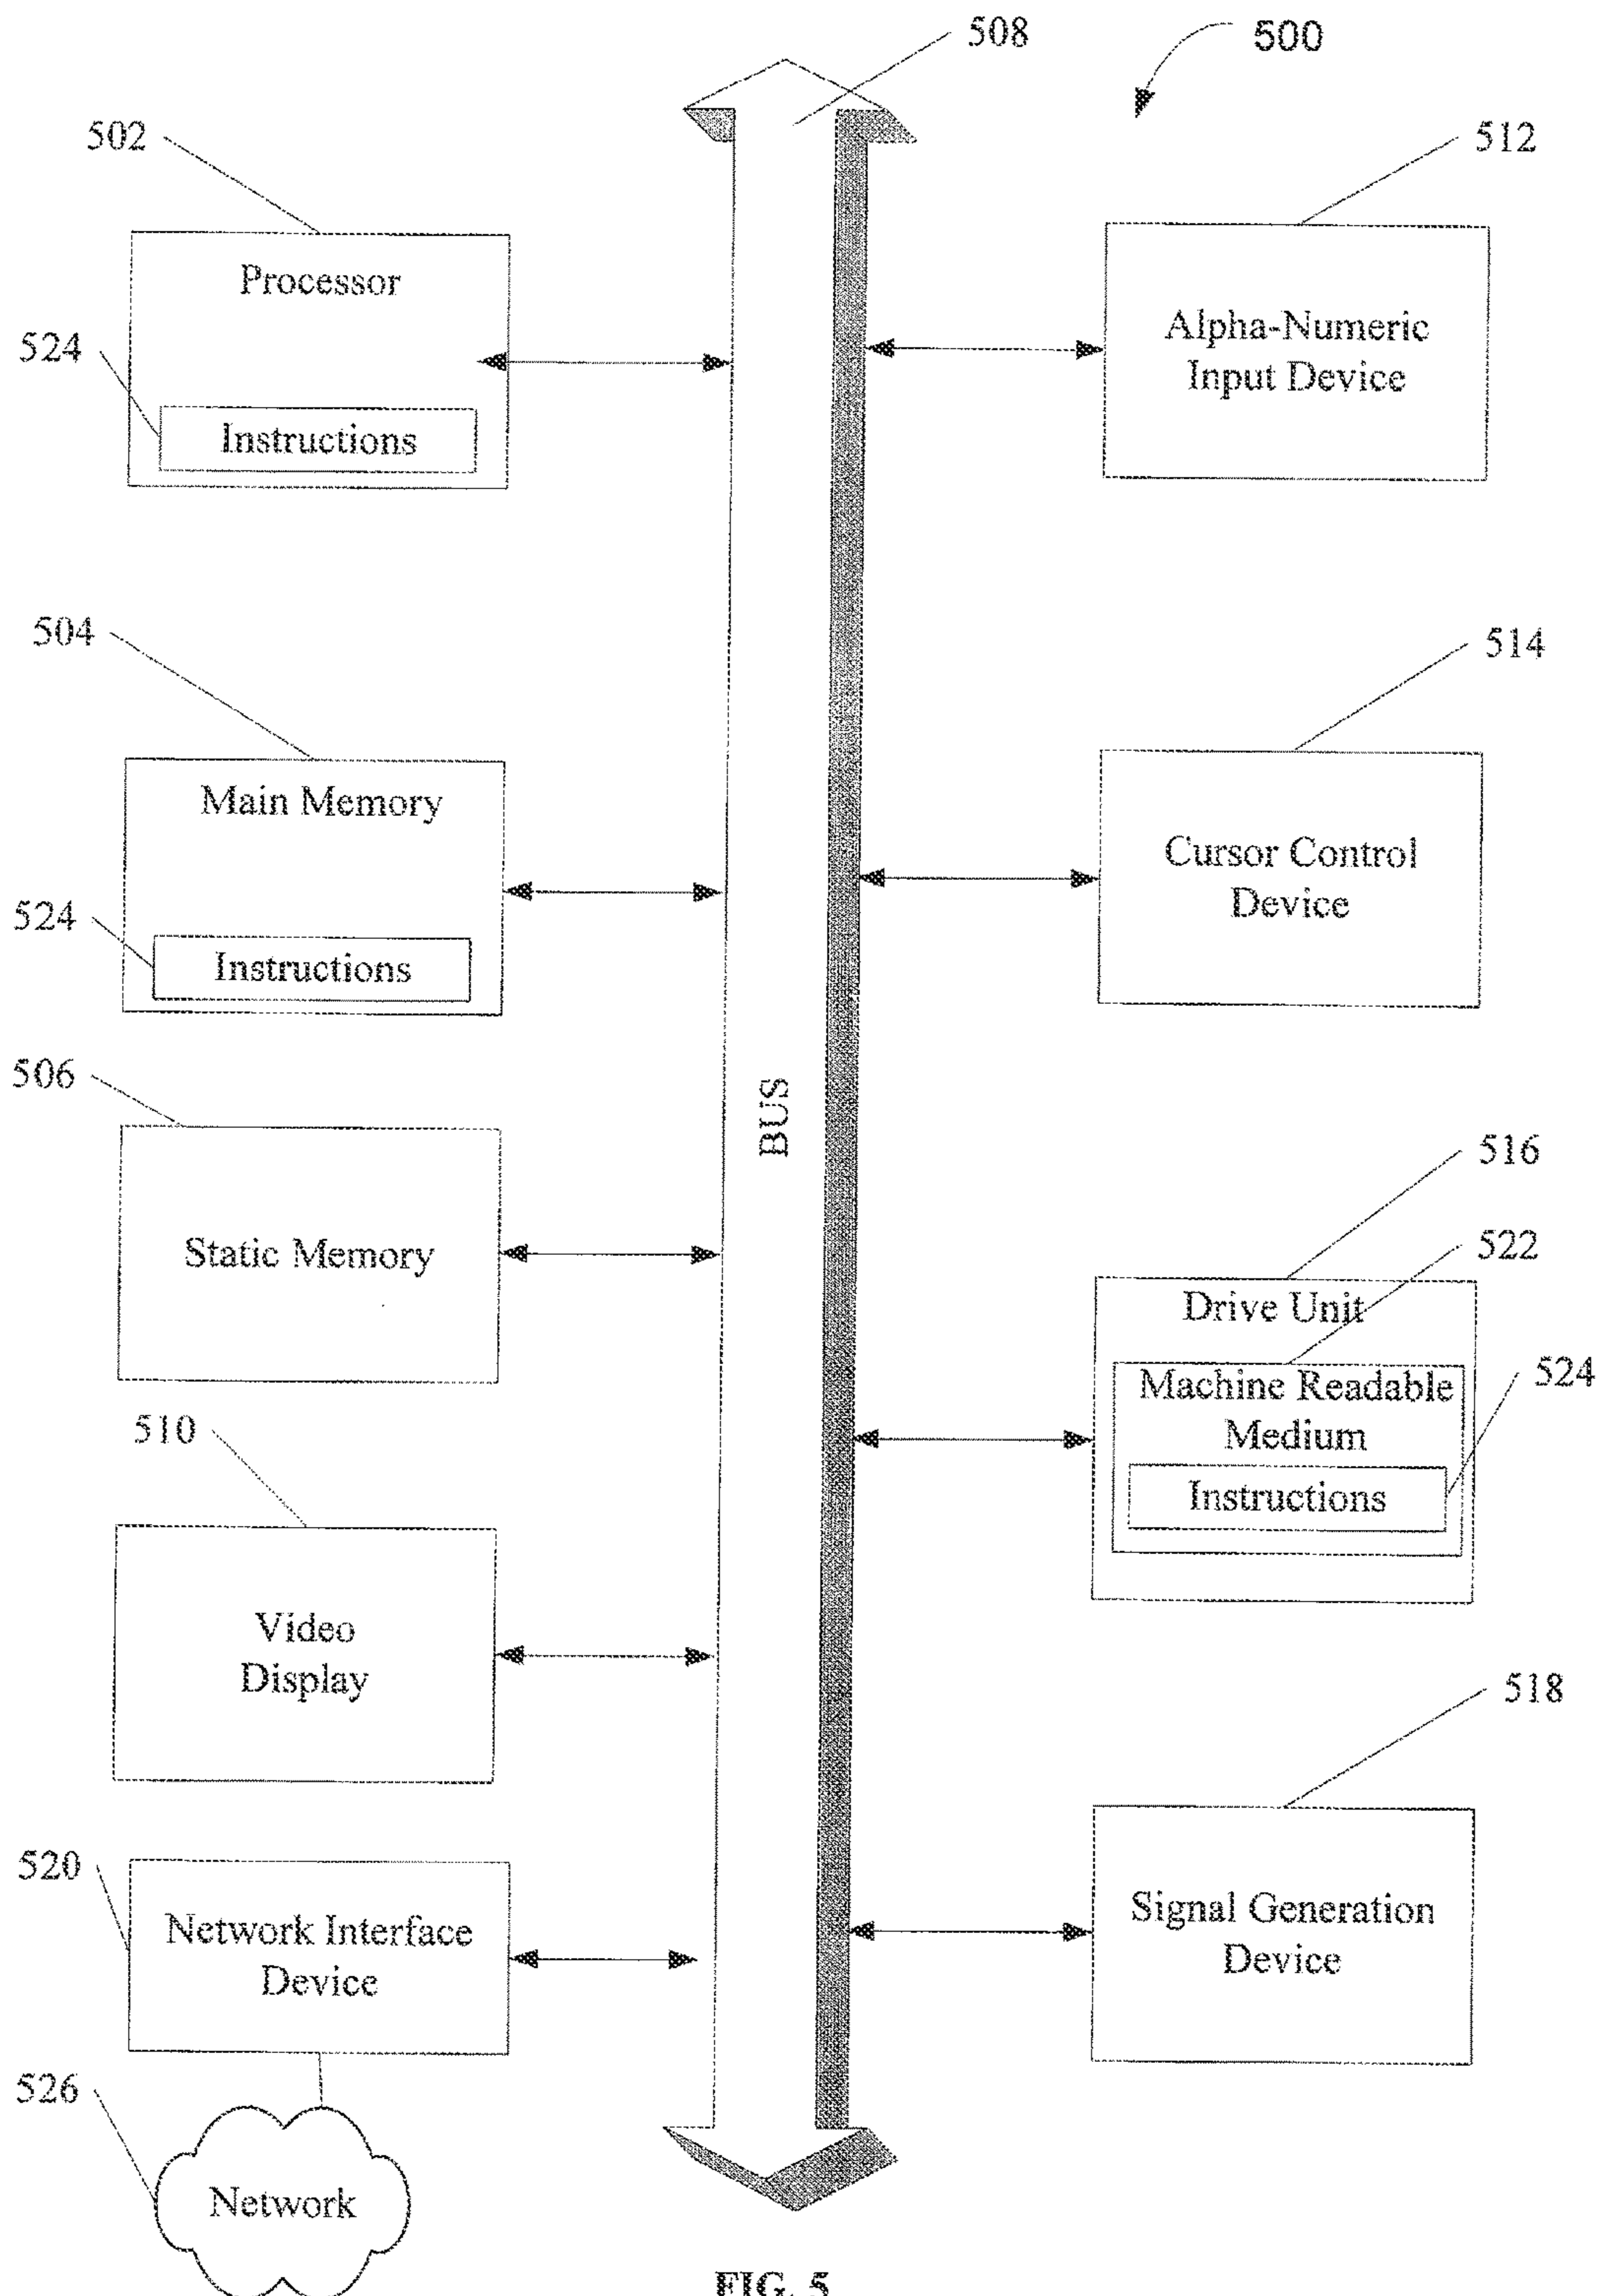 508
500
502
512
Processor
524
Instructions
Alpha-Numeric
Input Device
504
514
Main Memory
524
Instructions
Cursor Control
Device
506
BUS
Static Memory
516
522
Drive Unit
Machine Readable
Medium
524
Instructions
510
Video
Display
518
520
Network Interface
Device
Signal Generation
Device
526
Network
FIG. 5